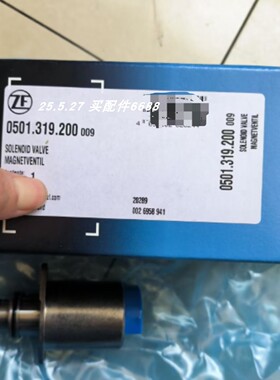 ZF
25.5.27 买配件6688
0501.319.200 009
SOLENOID VALVE
MAGNETVENTIL
1
20289
002 6958 941
0501.319.200 009
SOLENOID VALVE
MAGNETVENTIL